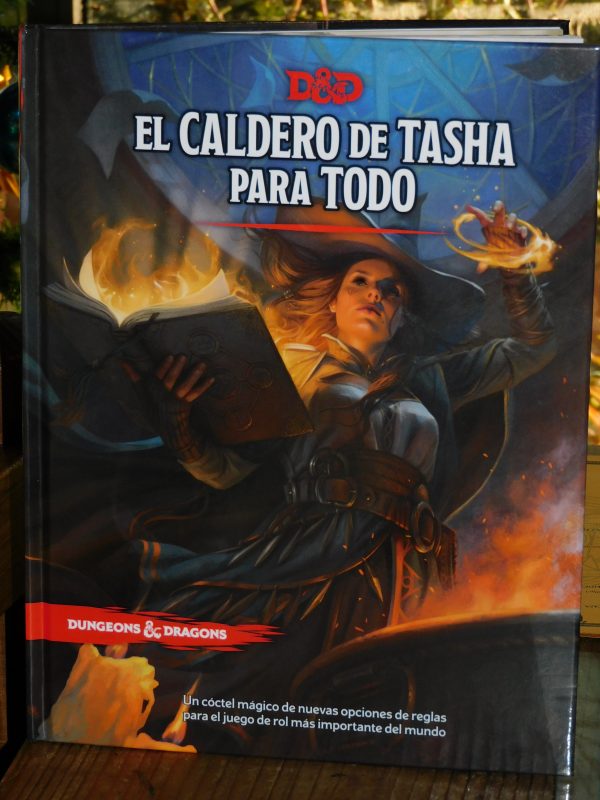 D&D
EL CALDERO DE TASHA
PARA TODO
DUNGEONS & DRAGONS
Un cóctel mágico de nuevas opciones de reglas
para el juego de rol más importante del mundo